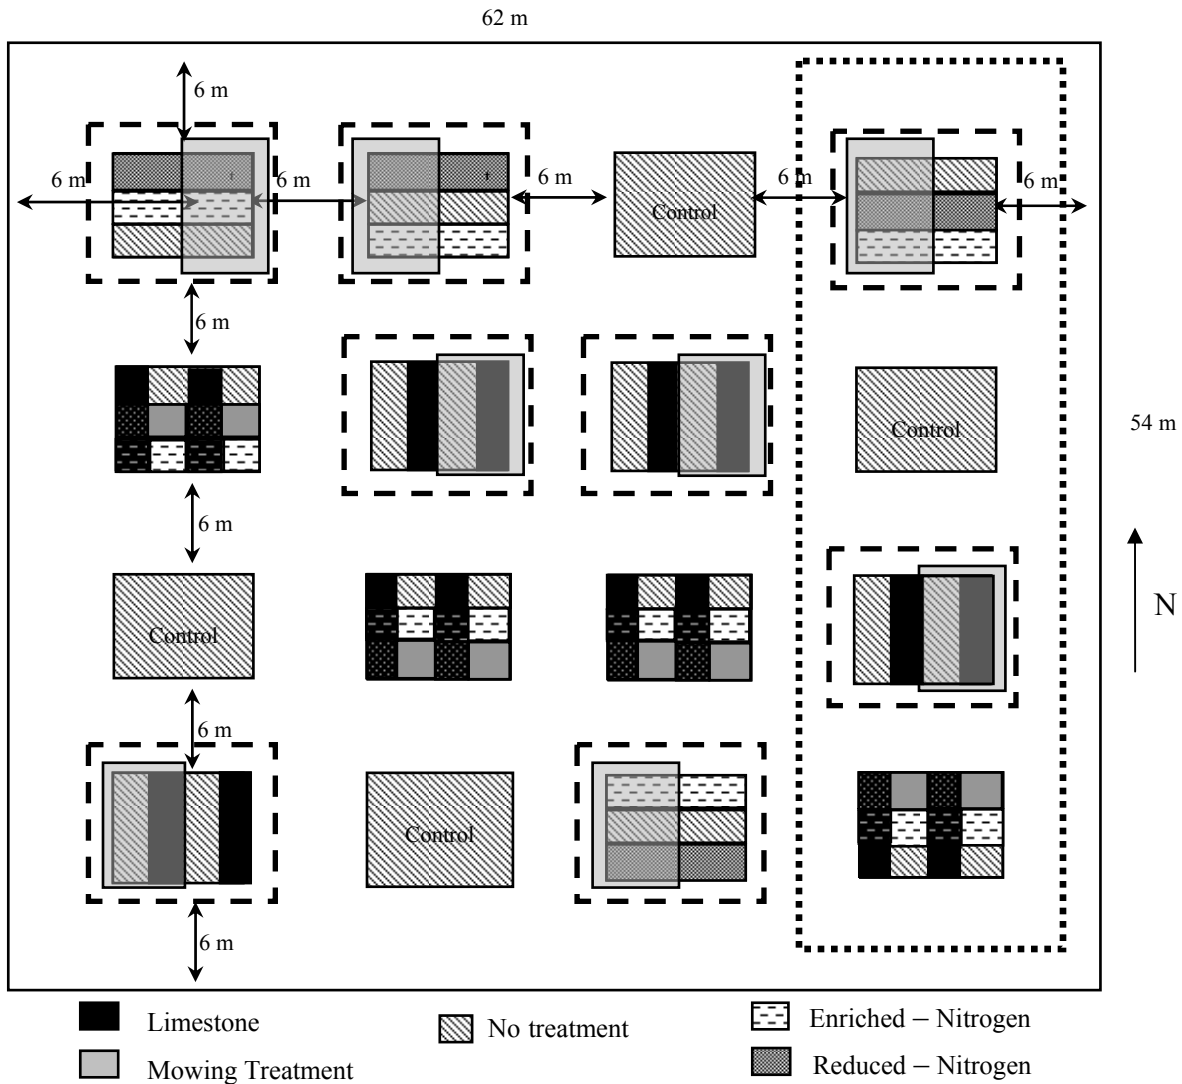 62 m
6 m
6 m
6 m
6 m
6 m
6 m
Control
6 m
Control
54 m
6 m
Control
N
6 m
Control
6 m
Limestone
No treatment
Enriched – Nitrogen
Mowing Treatment
Reduced – Nitrogen